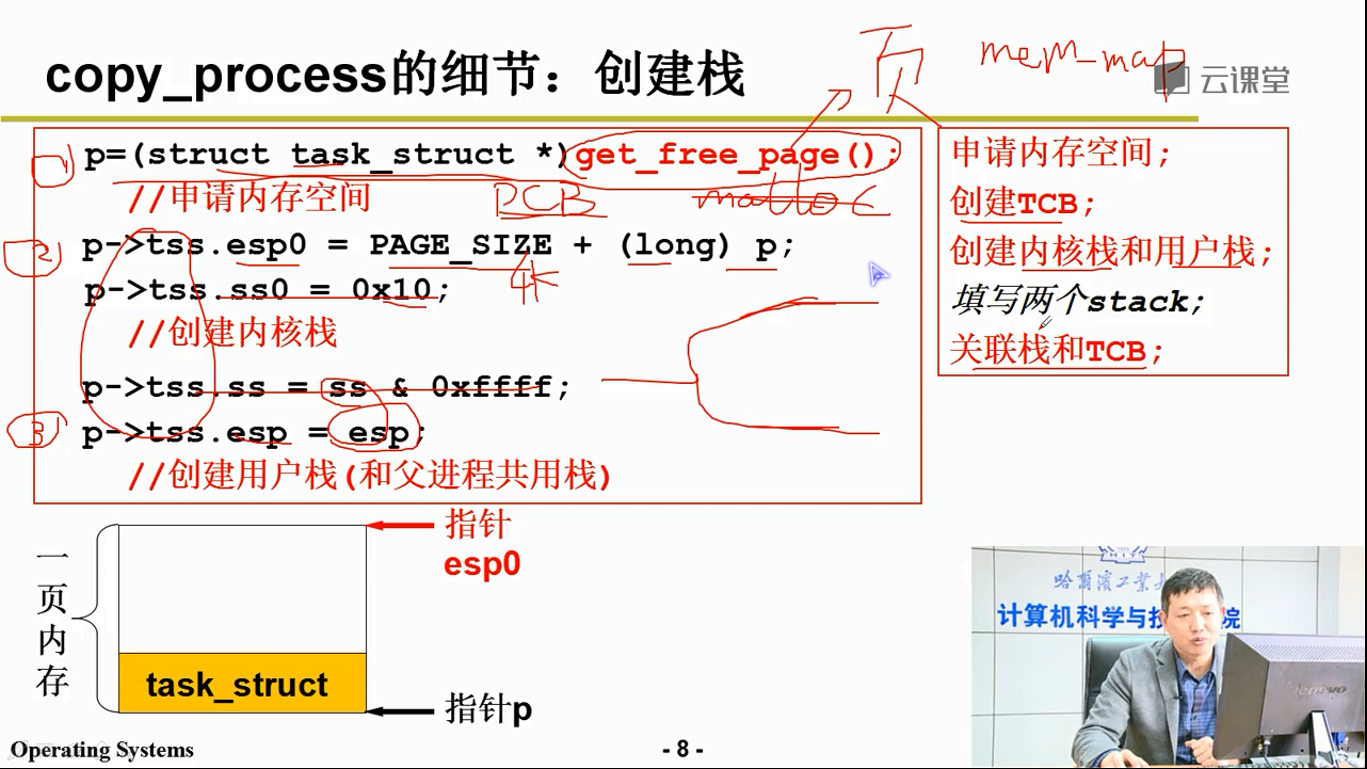 copy_process的细节：创建栈
页
mem_map
云课堂
1
p=(struct task_struct *)get_free_page();
//申请内存空间
PCB
malloc
2
p->tss.esp0 = PAGE_SIZE + (long) p;
4K
p->tss.ss0 = 0x10;
//创建内核栈
p->tss.ss = ss & 0xffff;
3
p->tss.esp = esp;
//创建用户栈(和父进程共用栈)
申请内存空间;
创建TCB;
创建内核栈和用户栈;
填写两个stack;
关联栈和TCB;
一页内存
指针
esp0
task_struct
指针p
哈尔滨工业大
计算机科学与技 院
lenovo
Operating Systems
- 8 -